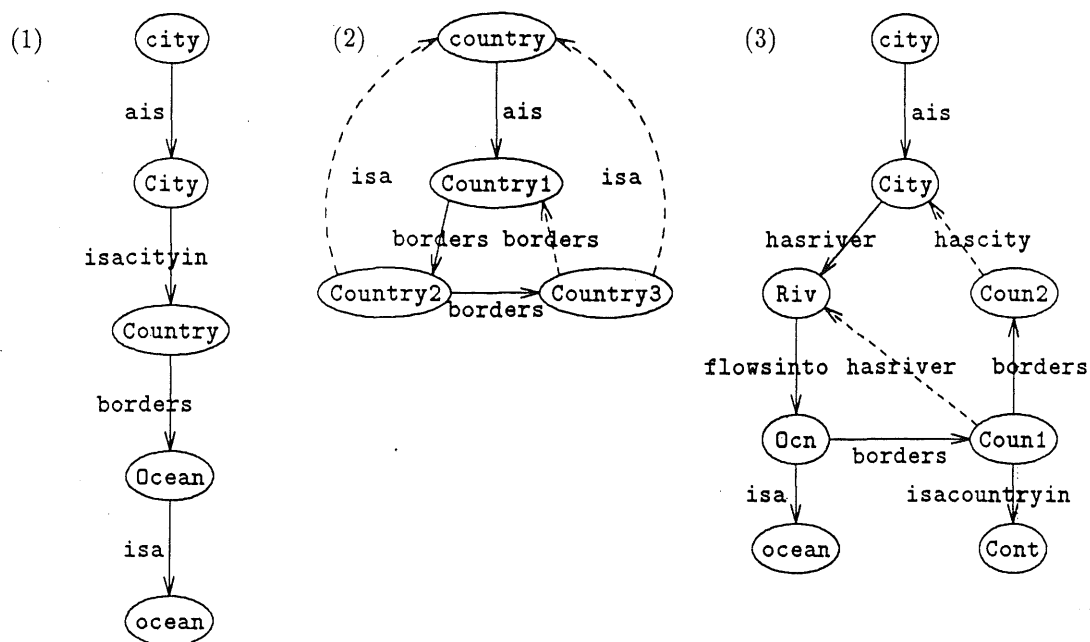 (1)
city
ais
City
isacityin
Country
borders
Ocean
isa
ocean
(2)
country
ais
isa
isa
Country1
borders
borders
Country2
borders
Country3
(3)
city
ais
City
hasriver
hascity
Riv
Coun2
flowsinto
hasriver
borders
Ocn
borders
Coun1
isa
isacountryin
ocean
Cont